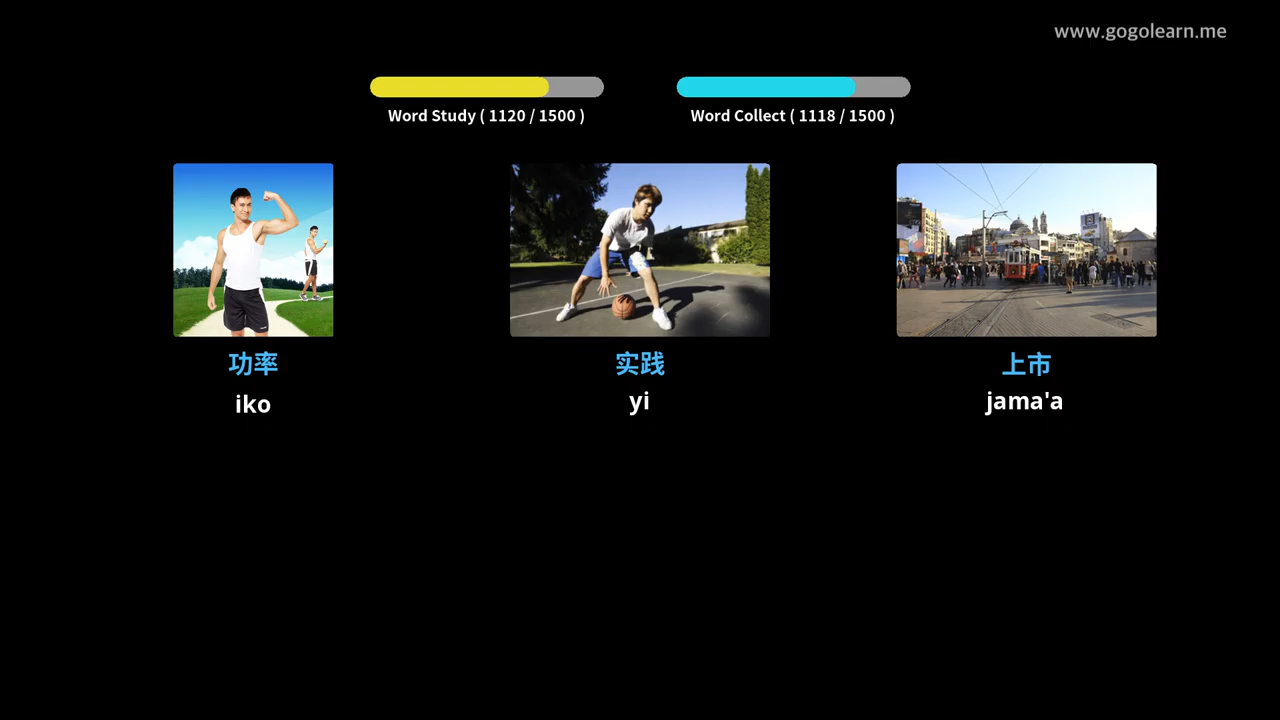 www.gogolearn.me
Word Study ( 1120 / 1500 )
Word Collect ( 1118 / 1500 )
功率
实践
上市
iko
yi
jama'a